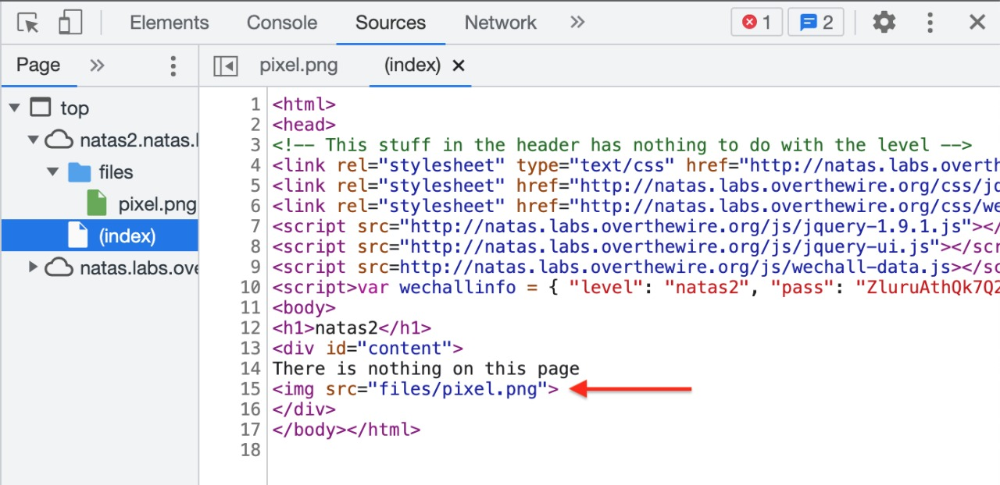 Elements Console Sources Network » 1 2
Page » pixel.png (index)
top
natas2.natas.l
files
pixel.png
(index)
natas.labs.ove
1 <html>
2 <head>
3 <!-- This stuff in the header has nothing to do with the level -->
4 <link rel="stylesheet" type="text/css" href="http://natas.labs.overth
5 <link rel="stylesheet" href="http://natas.labs.overthewire.org/css/jq
6 <link rel="stylesheet" href="http://natas.labs.overthewire.org/css/we
7 <script src="http://natas.labs.overthewire.org/js/jquery-1.9.1.js"></
8 <script src="http://natas.labs.overthewire.org/js/jquery-ui.js"></scr
9 <script src=http://natas.labs.overthewire.org/js/wechall-data.js></sc
10 <script>var wechallinfo = { "level": "natas2", "pass": "ZluruAthQk7Q2
11 <body>
12 <h1>natas2</h1>
13 <div id="content">
14 There is nothing on this page
15 <img src="files/pixel.png">
16 </div>
17 </body></html>
18